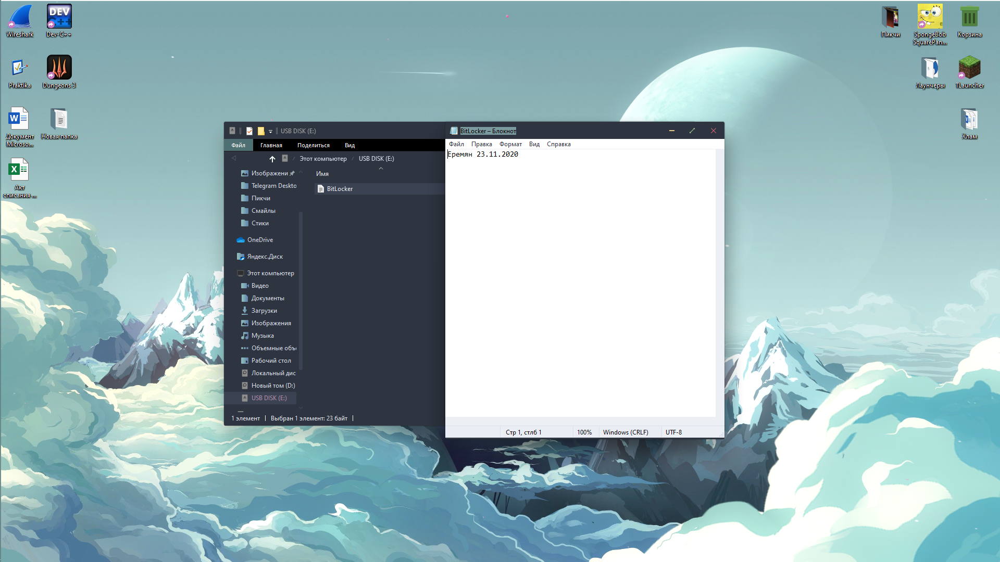 Wireshark
Dev-C++
Praktika
Dungeons 3
Документ
Microso...
Новая папка
Акт
списания ...
Пикчи
SpongeBob
SquarePan...
Корзина
Лаунчеры
TLauncher
Хлам
USB DISK (E:)
Файл
Главная
Поделиться
Вид
Этот компьютер
USB DISK (E:)
Изображени
Telegram Deskto
Пикчи
Смайлы
Стики
OneDrive
Яндекс.Диск
Этот компьютер
Видео
Документы
Загрузки
Изображения
Музыка
Объемные объе
Рабочий стол
Локальный дис
Новый том (D:)
USB DISK (E:)
Имя
BitLocker
1 элемент
Выбран 1 элемент: 23 байт
BitLocker – Блокнот
Файл Правка Формат Вид Справка
Еремян 23.11.2020
Стр 1, стлб 1
100%
Windows (CRLF)
UTF-8